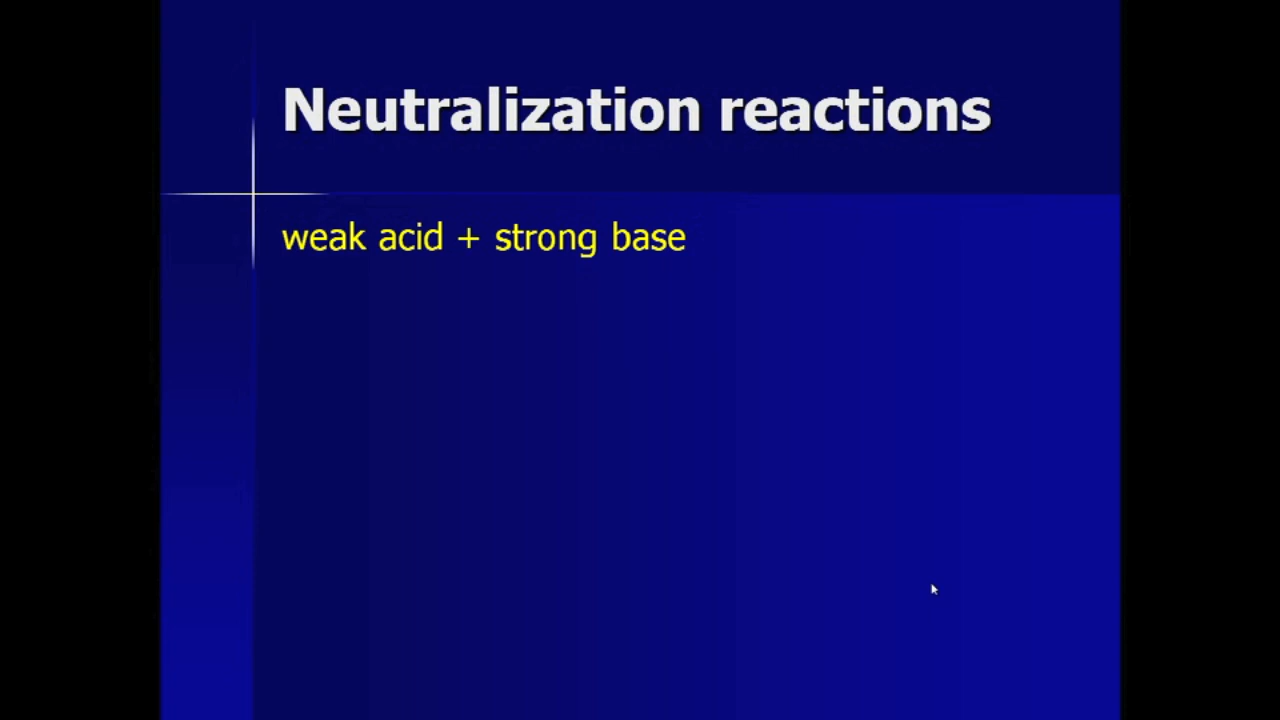 Neutralization reactions
weak acid + strong base